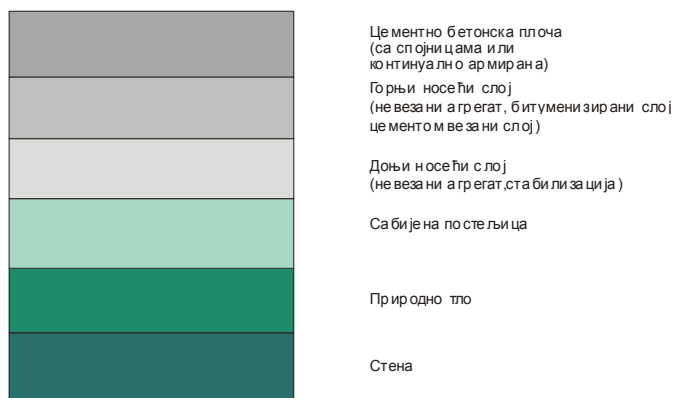 Цементно бетонска плоча
(са спојницама или
континуално армирана)
Горњи носећи слој
(невезани агрегат, битуменизирани слој
цементом везани слој)
Доњи носећи слој
(невезани агрегат,стабилизација)
Сабијена постељица
Природно тло
Стена